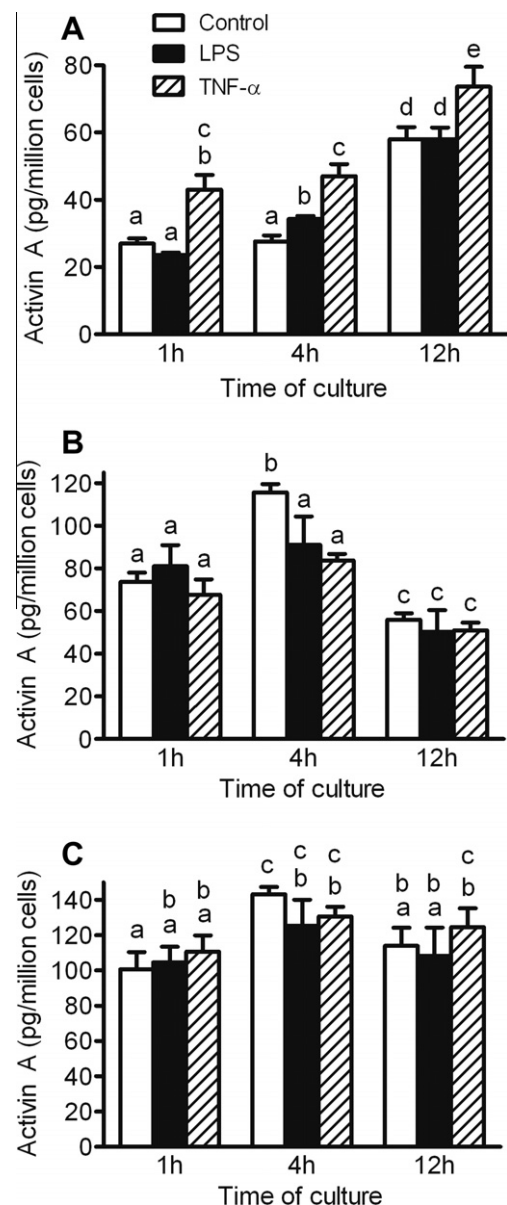 A
Control
LPS
TNF-α
Activin A (pg/million cells)
80
60
40
20
0
a
a
c
b
a
b
c
d
d
e
1h
4h
12h
Time of culture
B
Activin A (pg/million cells)
120
100
80
60
40
20
0
a
a
a
b
a
a
c
c
c
1h
4h
12h
Time of culture
C
Activin A (pg/million cells)
140
120
100
80
60
40
20
0
a
b
a
b
a
c
c
b
c
b
b
a
b
a
c
b
1h
4h
12h
Time of culture